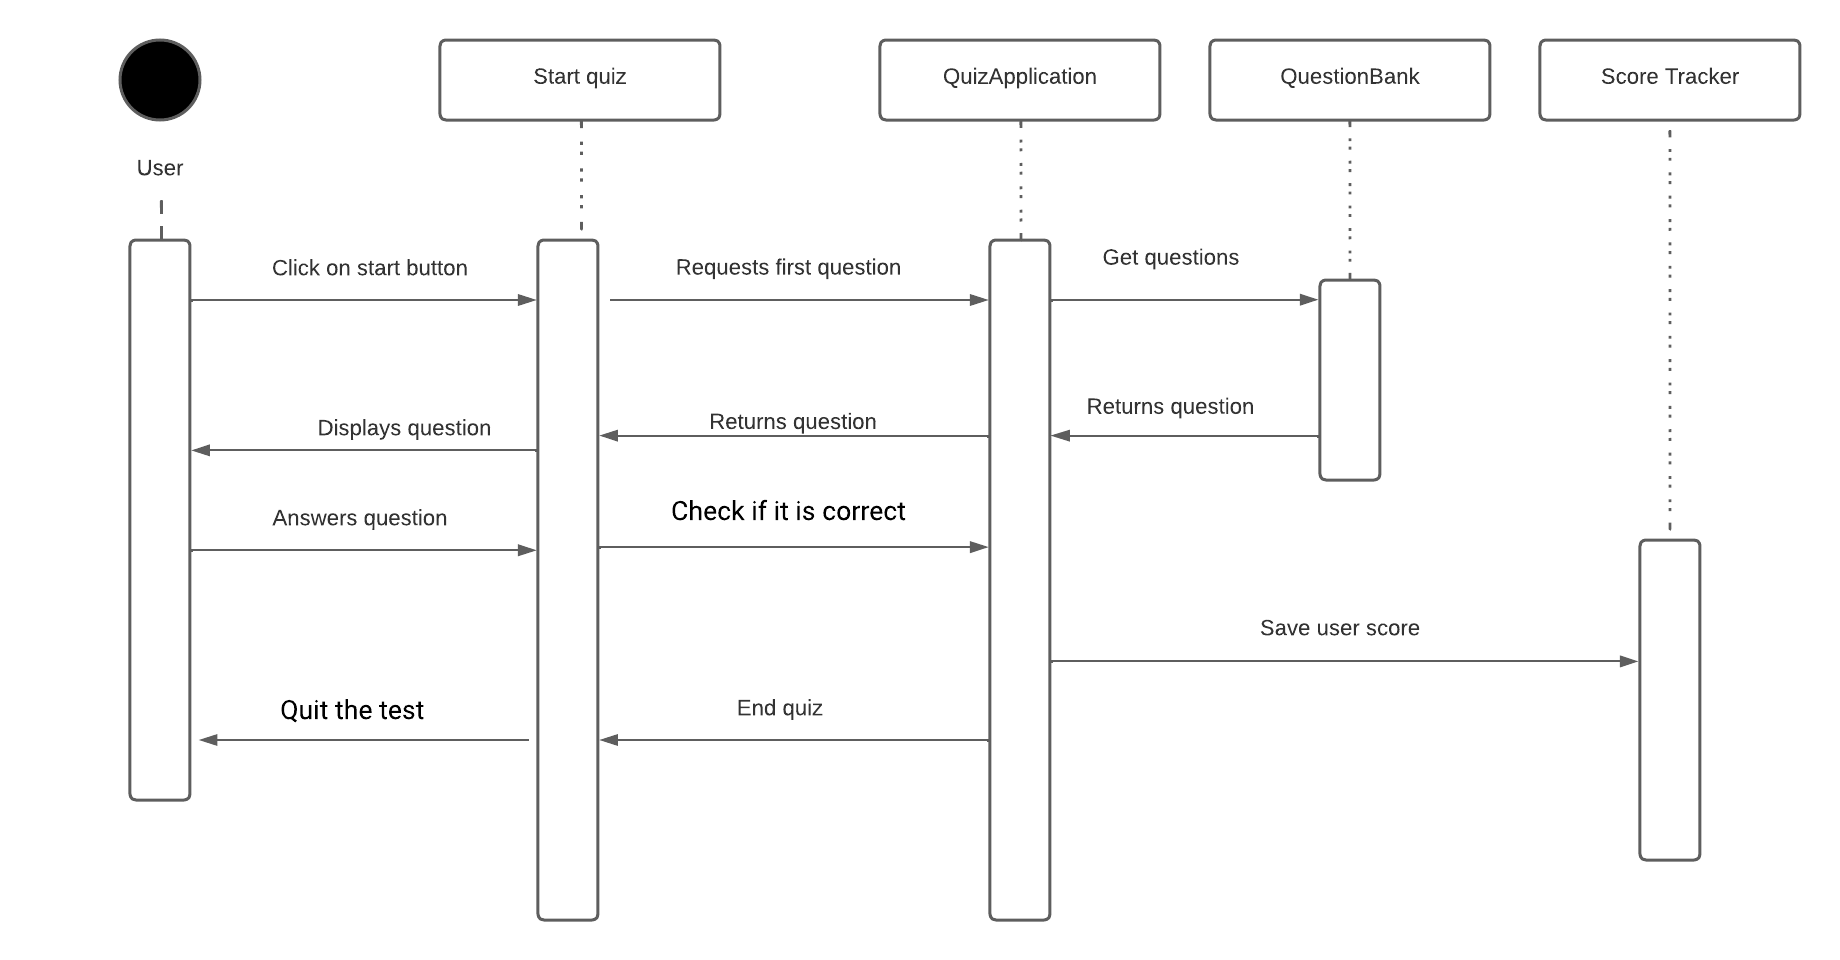 Start quiz
QuizApplication
QuestionBank
Score Tracker
User
Click on start button
Requests first question
Get questions
Displays question
Returns question
Returns question
Answers question
Check if it is correct
Save user score
Quit the test
End quiz